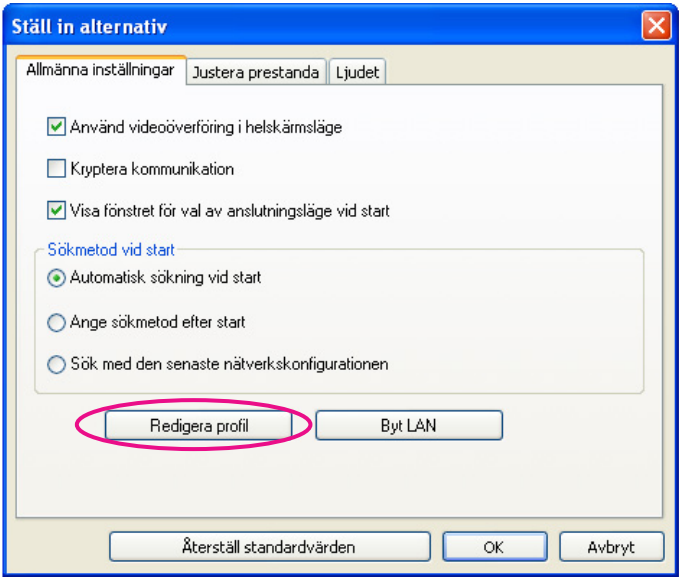 Ställ in alternativ
Allmänna inställningar Justera prestanda Ljudet
Använd videoöverföring i helskärmsläge
Kryptera kommunikation
Visa fönstret för val av anslutningsläge vid start
Sökmetod vid start
Automatisk sökning vid start
Ange sökmetod efter start
Sök med den senaste nätverkskonfigurationen
Redigera profil Byt LAN
Återställ standardvärden OK Avbryt